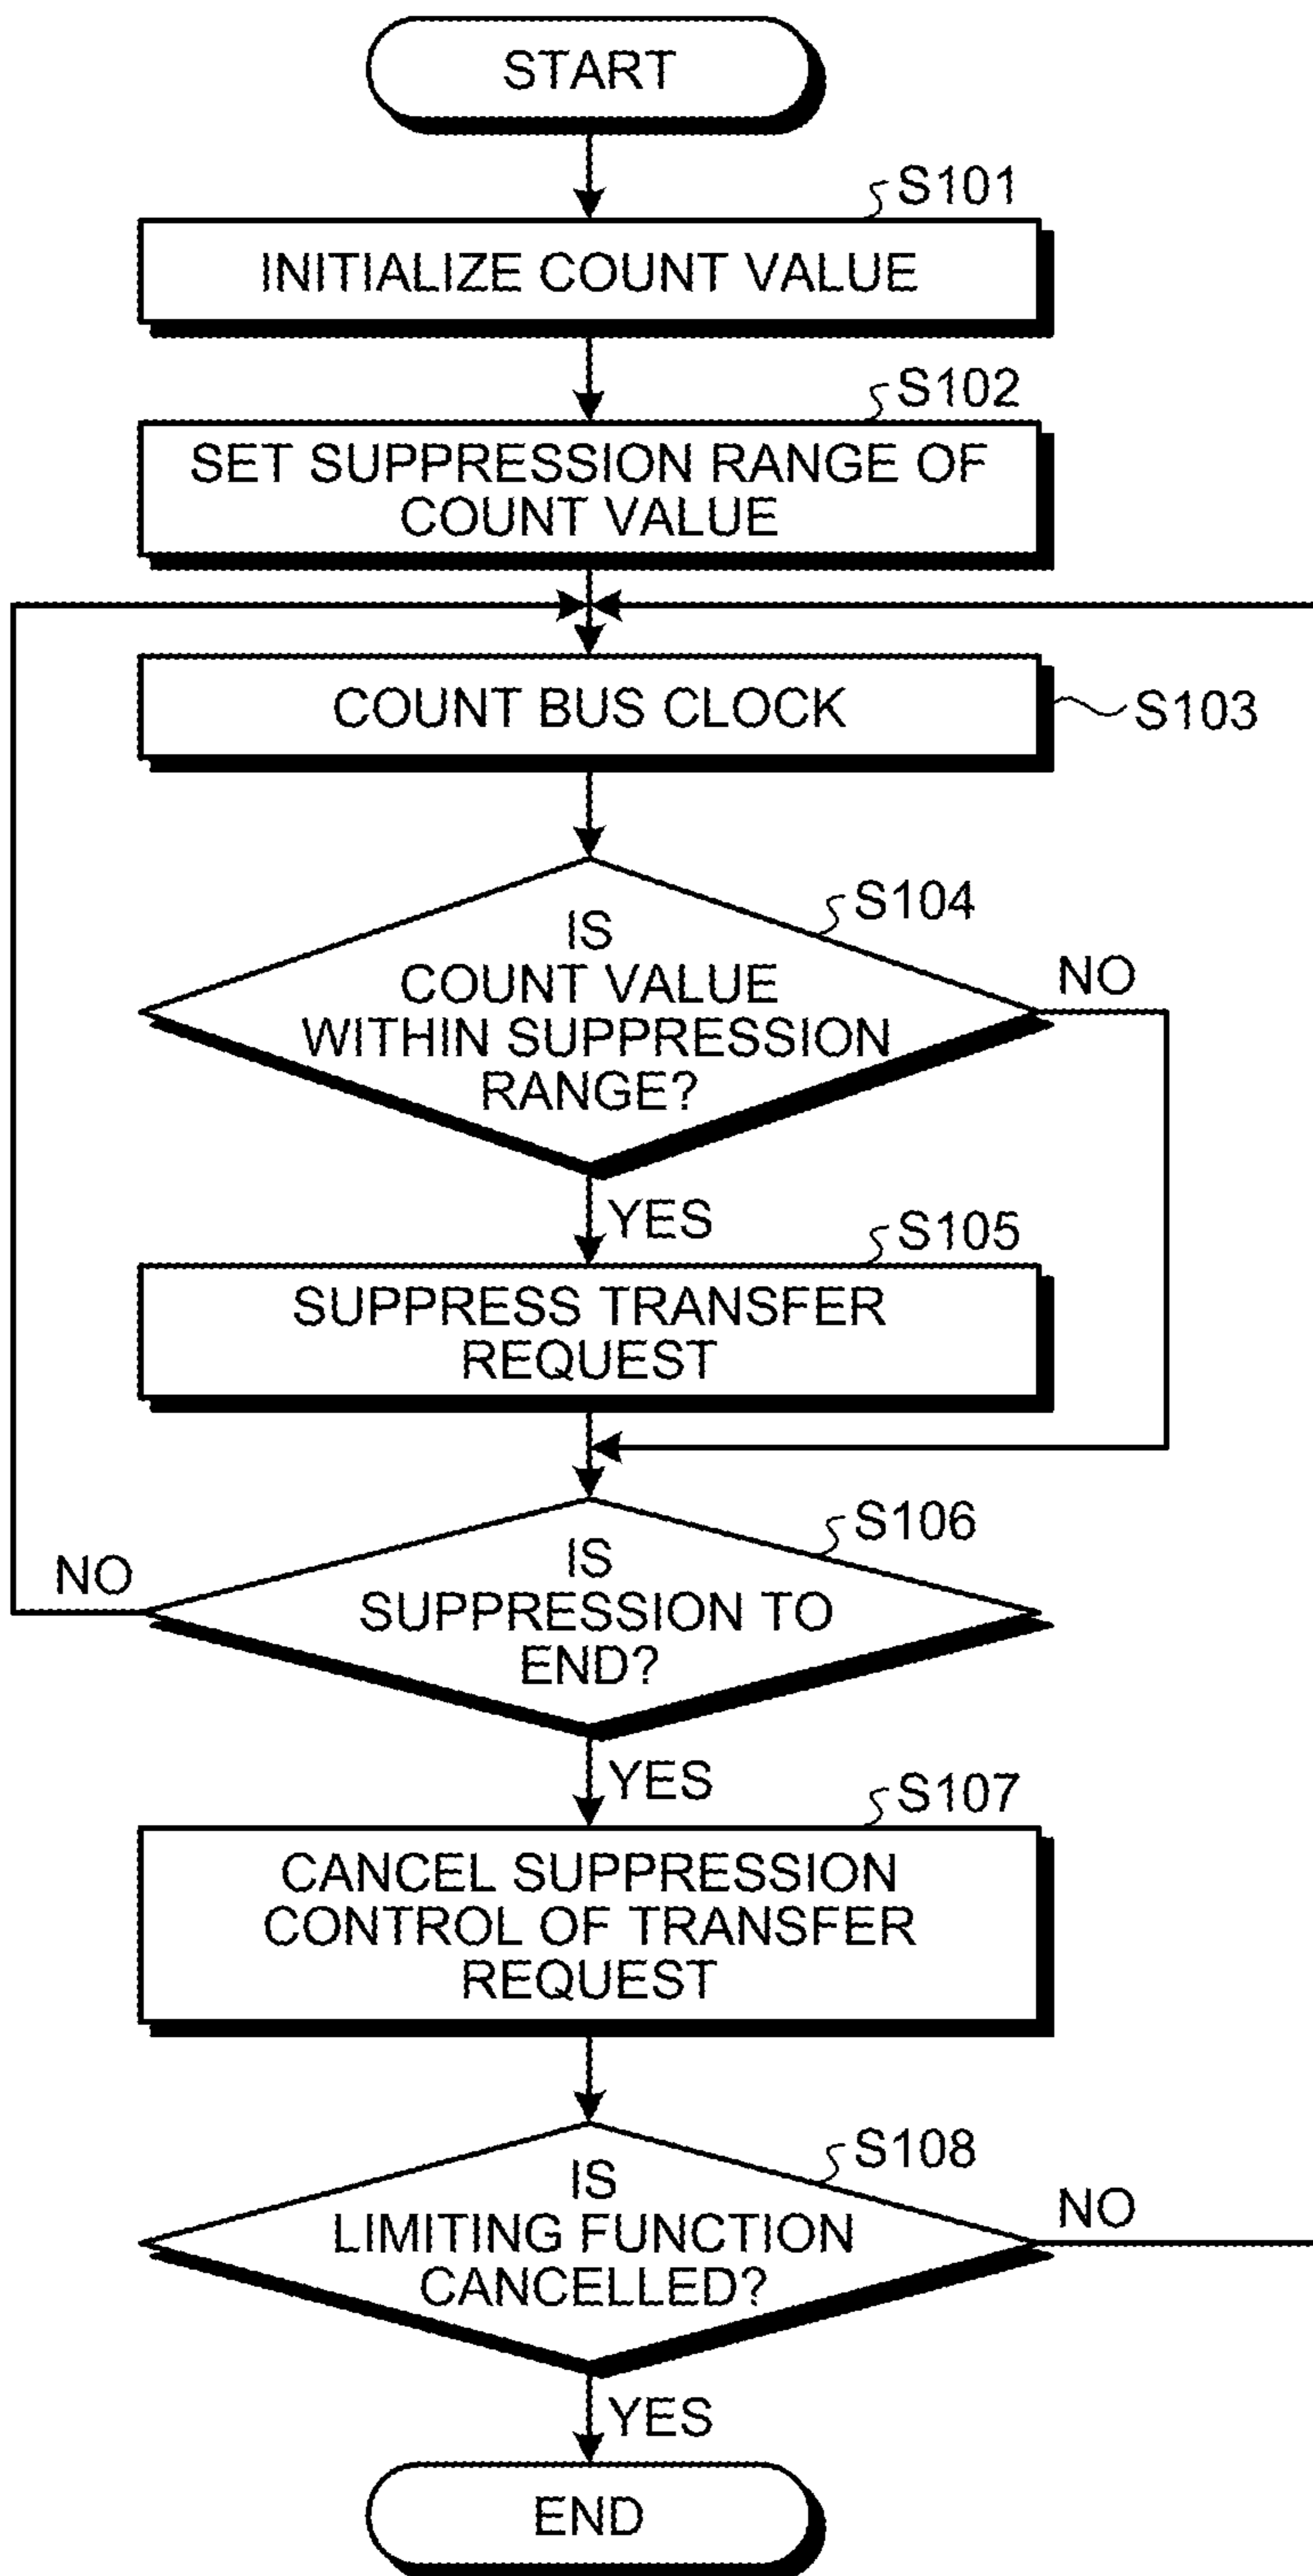 START
S101
INITIALIZE COUNT VALUE
S102
SET SUPPRESSION RANGE OF
COUNT VALUE
COUNT BUS CLOCK
S103
S104
IS
COUNT VALUE
WITHIN SUPPRESSION
RANGE?
NO
YES
S105
SUPPRESS TRANSFER
REQUEST
S106
IS
SUPPRESSION TO
END?
NO
YES
S107
CANCEL SUPPRESSION
CONTROL OF TRANSFER
REQUEST
S108
IS
LIMITING FUNCTION
CANCELLED?
NO
YES
END